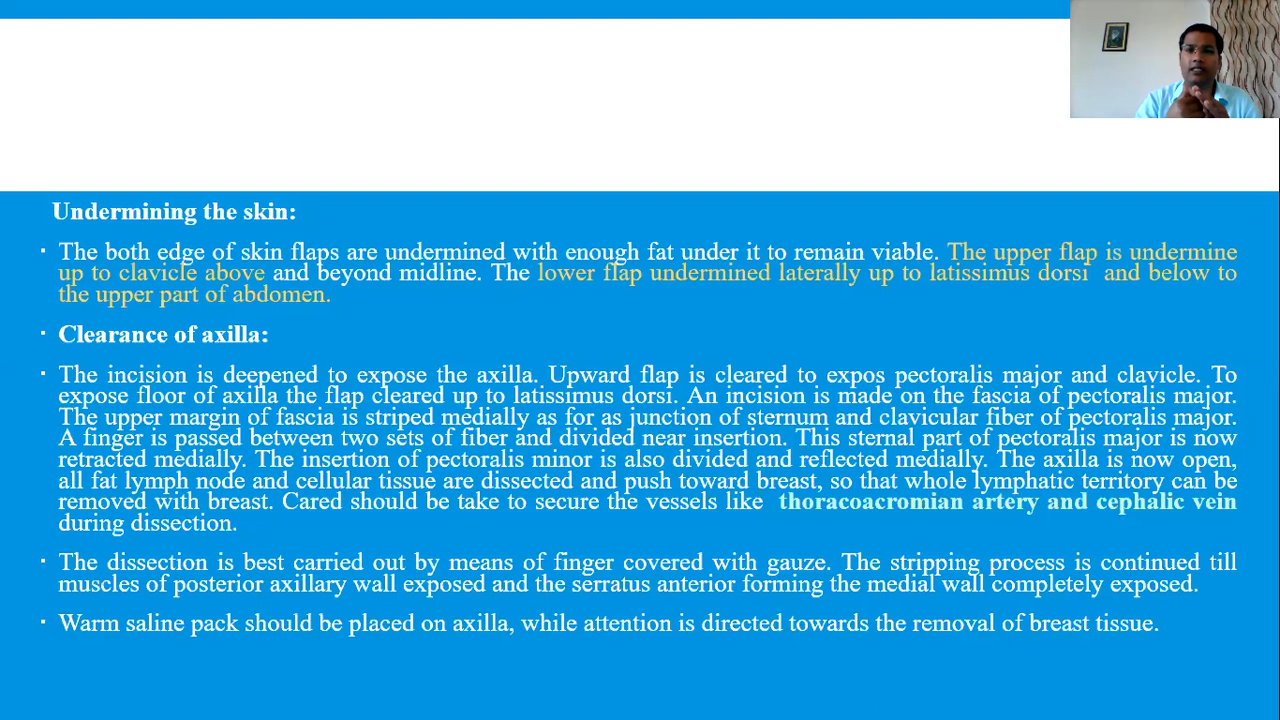 Undermining the skin:
The both edge of skin flaps are undermined with enough fat under it to remain viable. The upper flap is undermine
up to clavicle above and beyond midline. The lower flap undermined laterally up to latissimus dorsi and below to
the upper part of abdomen.
Clearance of axilla:
The incision is deepened to expose the axilla. Upward flap is cleared to expos pectoralis major and clavicle. To
expose floor of axilla the flap cleared up to latissimus dorsi. An incision is made on the fascia of pectoralis major.
The upper margin of fascia is striped medially as for as junction of sternum and clavicular fiber of pectoralis major.
A finger is passed between two sets of fiber and divided near insertion. This sternal part of pectoralis major is now
retracted medially. The insertion of pectoralis minor is also divided and reflected medially. The axilla is now open,
all fat lymph node and cellular tissue are dissected and push toward breast, so that whole lymphatic territory can be
removed with breast. Cared should be take to secure the vessels like thoracoacromian artery and cephalic vein
during dissection.
The dissection is best carried out by means of finger covered with gauze. The stripping process is continued till
muscles of posterior axillary wall exposed and the serratus anterior forming the medial wall completely exposed.
Warm saline pack should be placed on axilla, while attention is directed towards the removal of breast tissue.